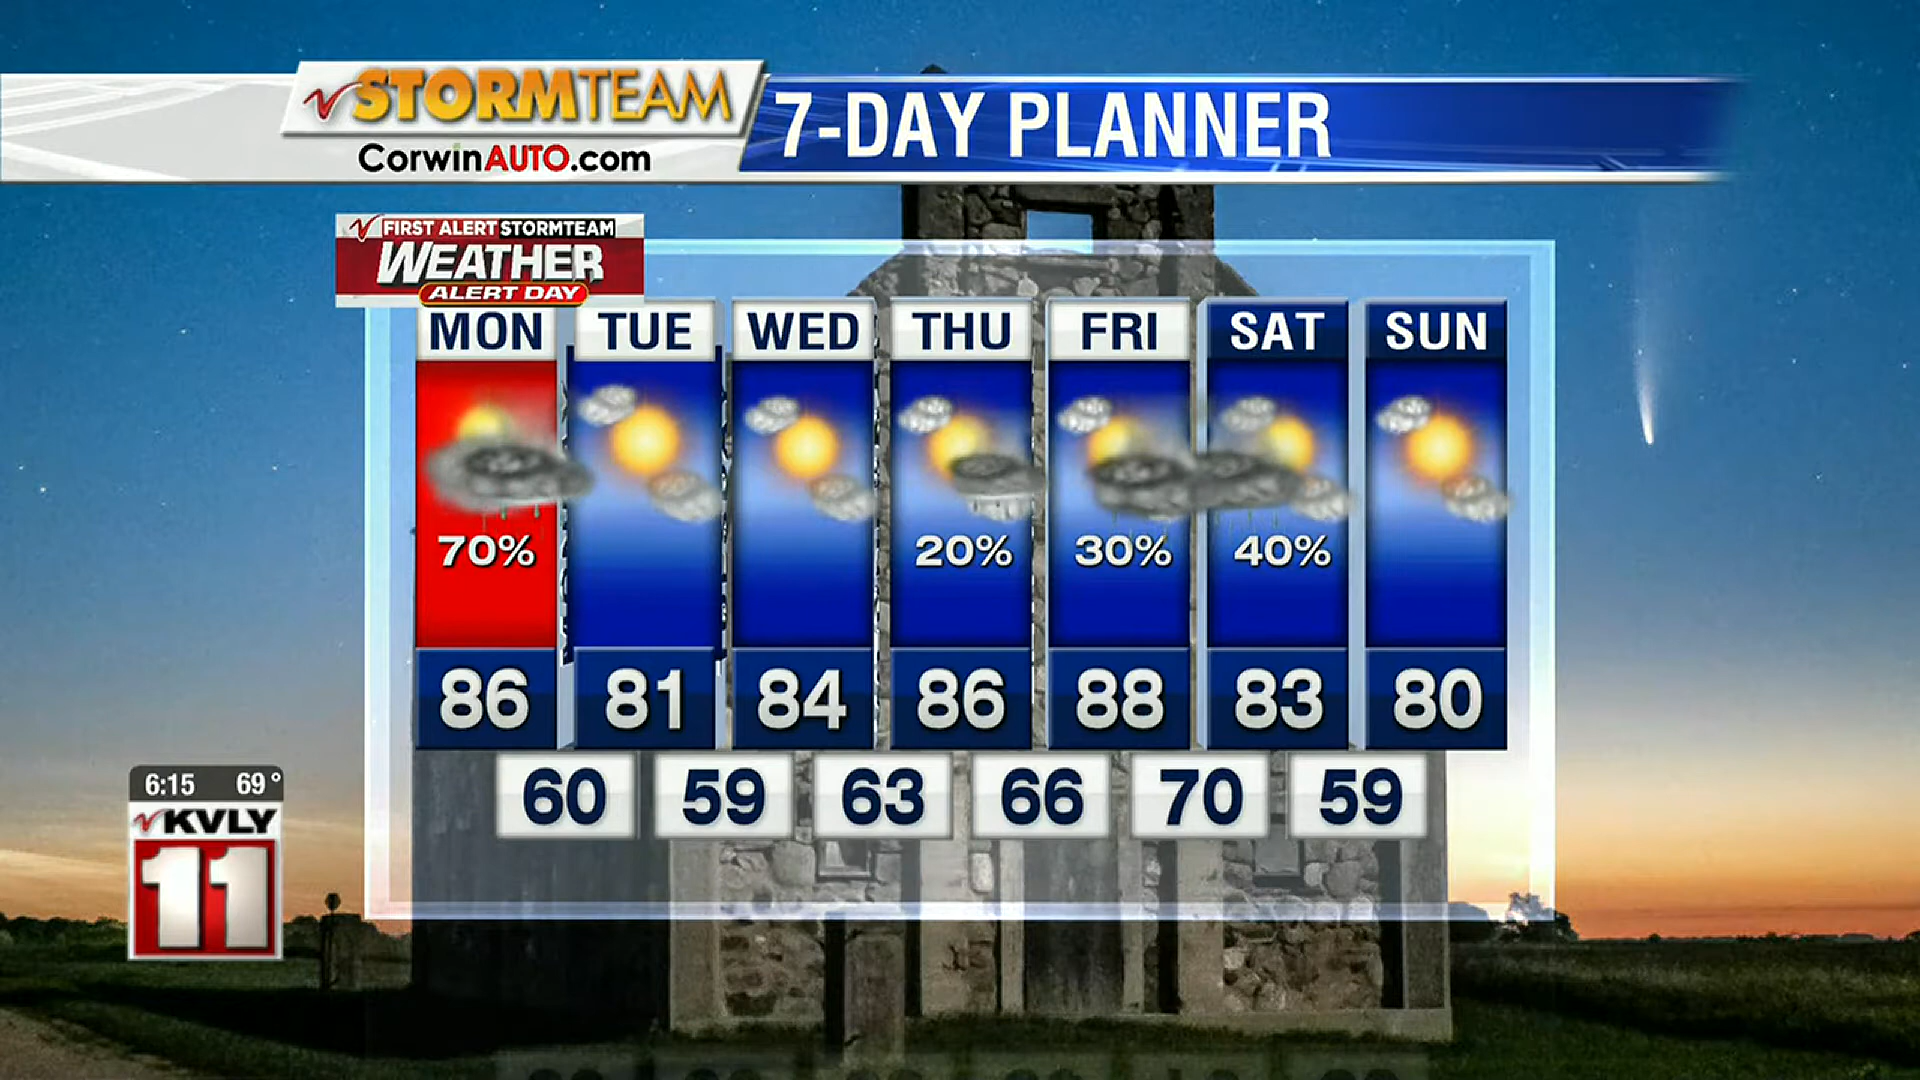 STORMTEAM
CorwinAUTO.com
7-DAY PLANNER
FIRST ALERT STORMTEAM
WEATHER
ALERT DAY
MON TUE WED THU FRI SAT SUN
70% 20% 30% 40%
86 81 84 86 88 83 80
60 59 63 66 70 59
6:15 69°
KVLY
11